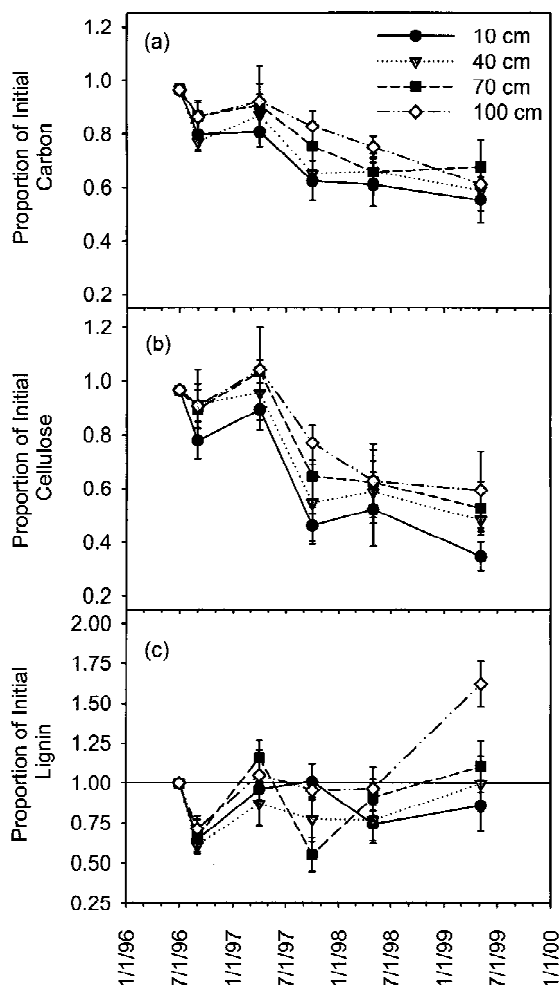 (a)
10 cm
40 cm
70 cm
100 cm
1.2
1.0
0.8
0.6
0.4
0.2
Proportion of Initial
Carbon
(b)
1.2
1.0
0.8
0.6
0.4
0.2
Proportion of Initial
Cellulose
(c)
2.00
1.75
1.50
1.25
1.00
0.75
0.50
0.25
Proportion of Initial
Lignin
1/1/96
7/1/96
1/1/97
7/1/97
1/1/98
7/1/98
1/1/99
7/1/99
1/1/00